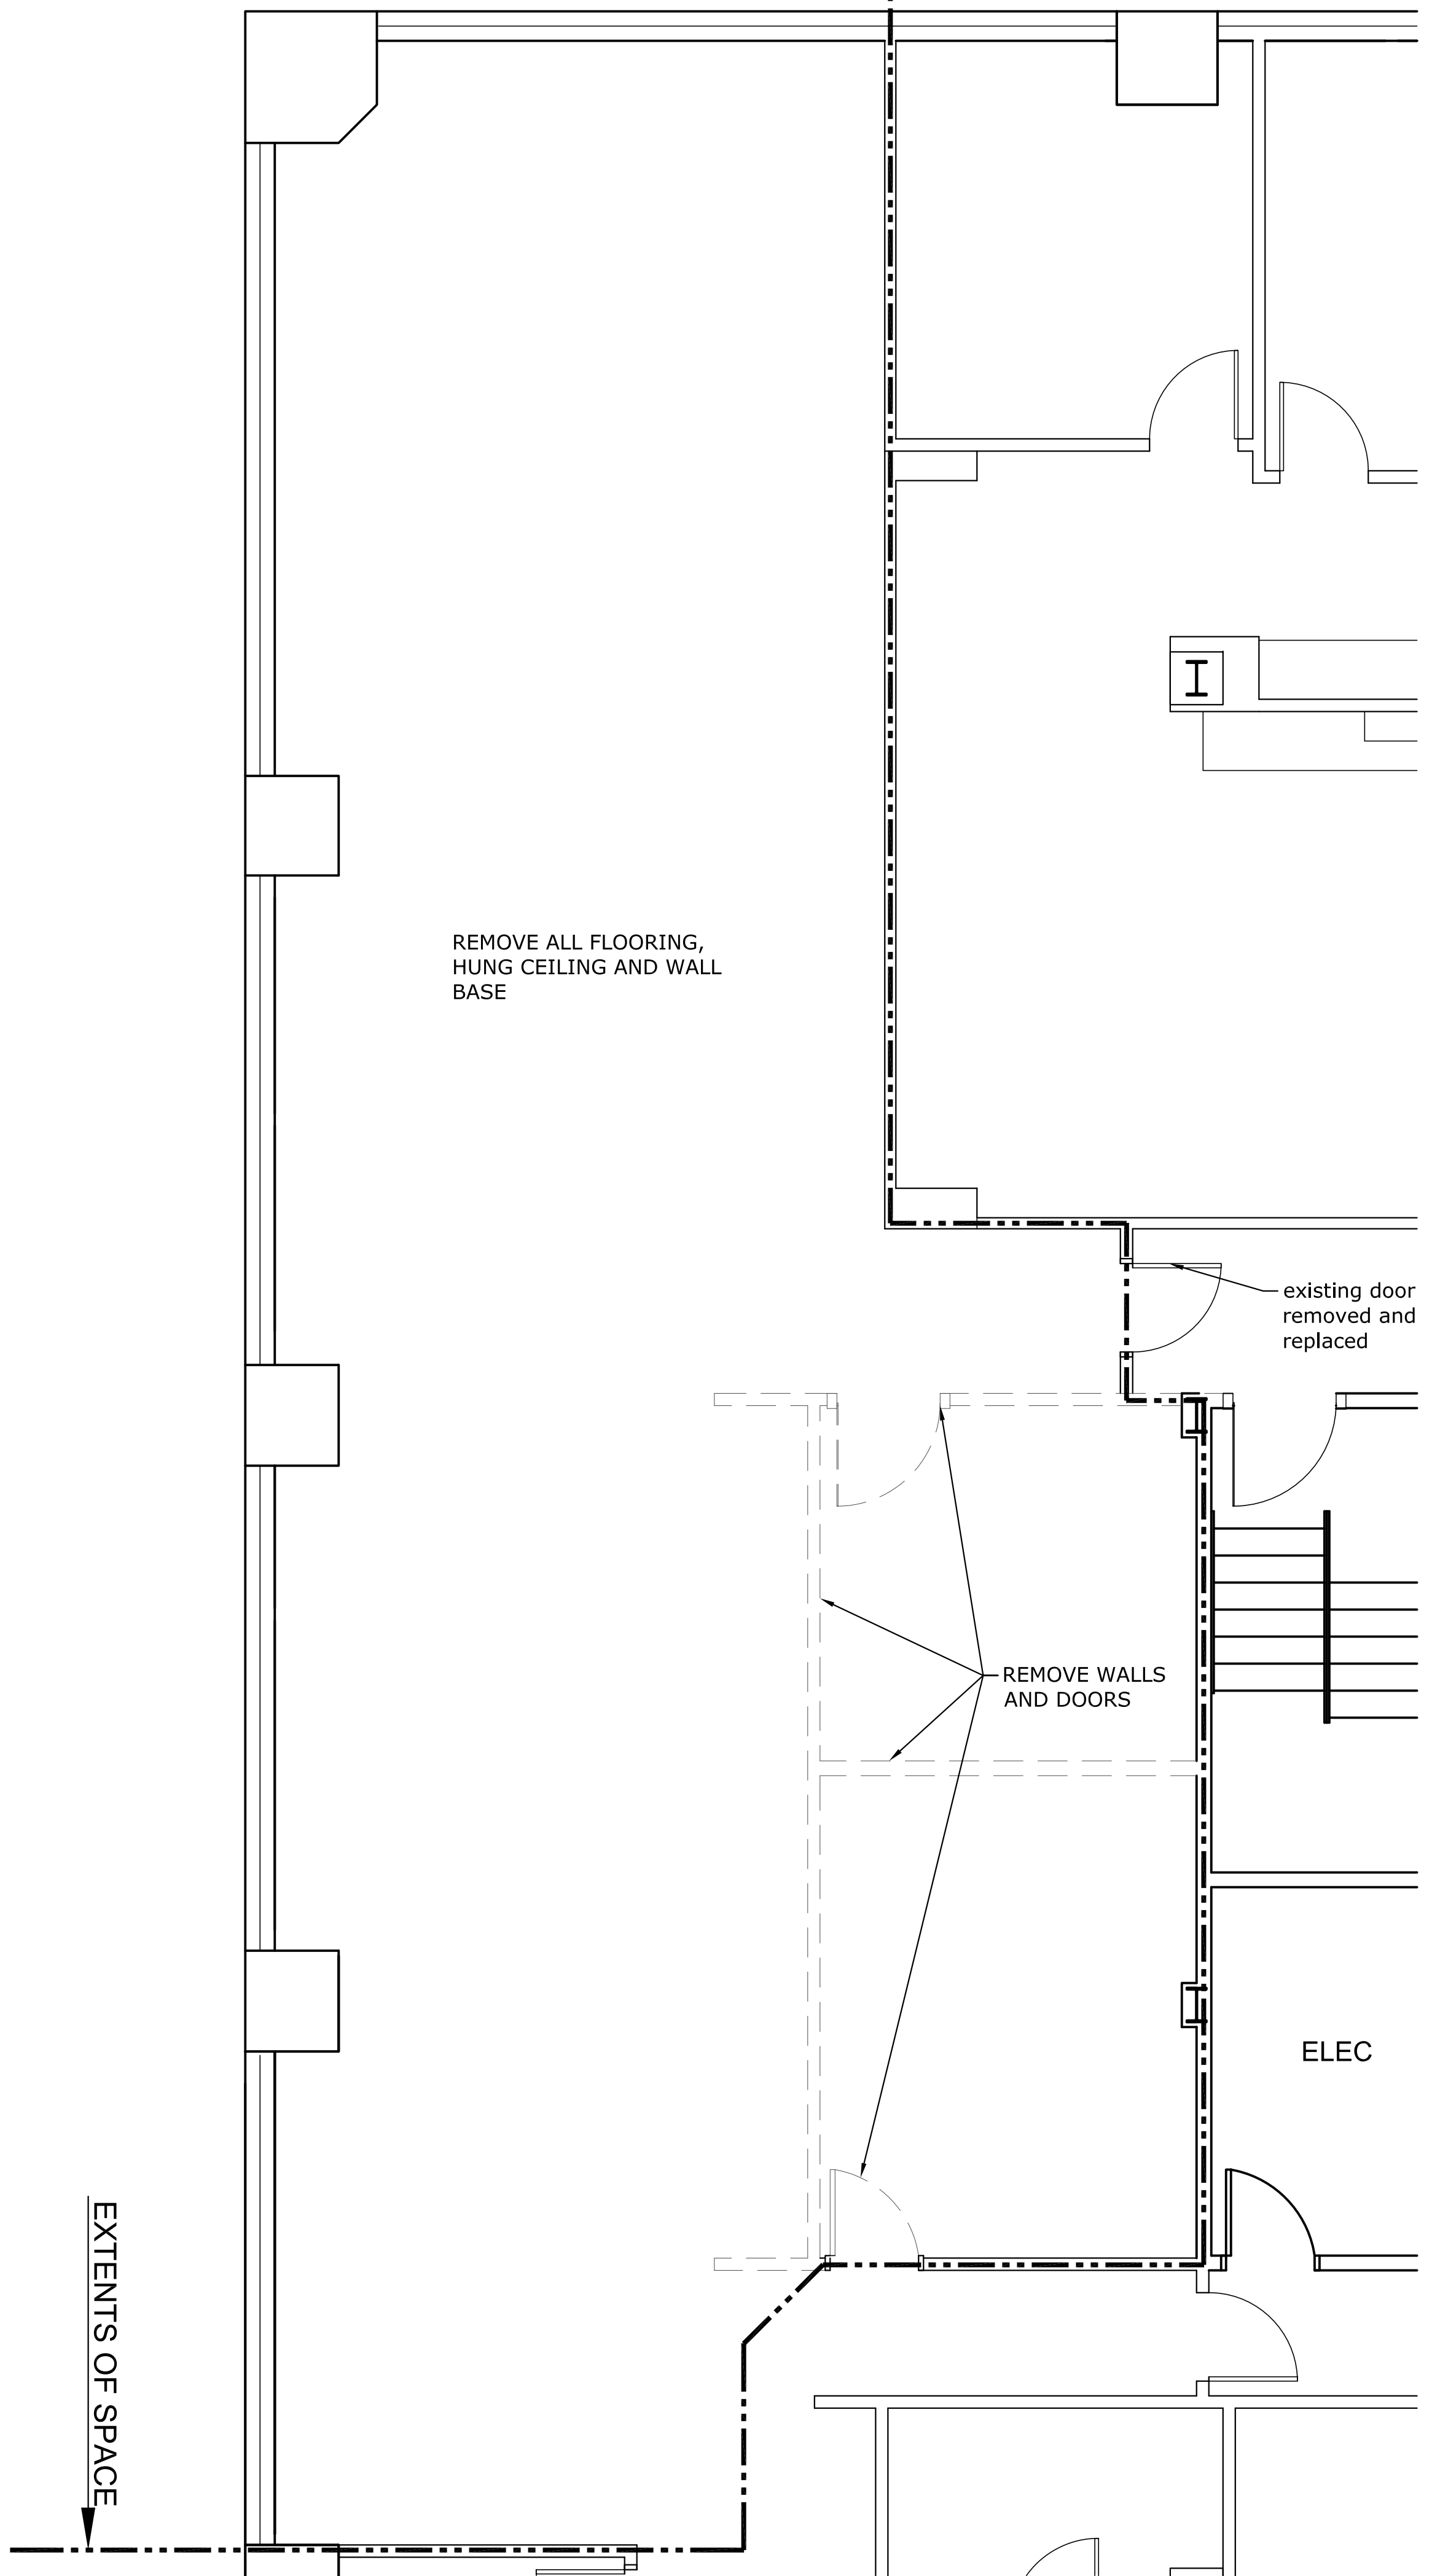 REMOVE ALL FLOORING,
HUNG CEILING AND WALL
BASE
existing door
removed and
replaced
REMOVE WALLS
AND DOORS
ELEC
EXTENTS OF SPACE